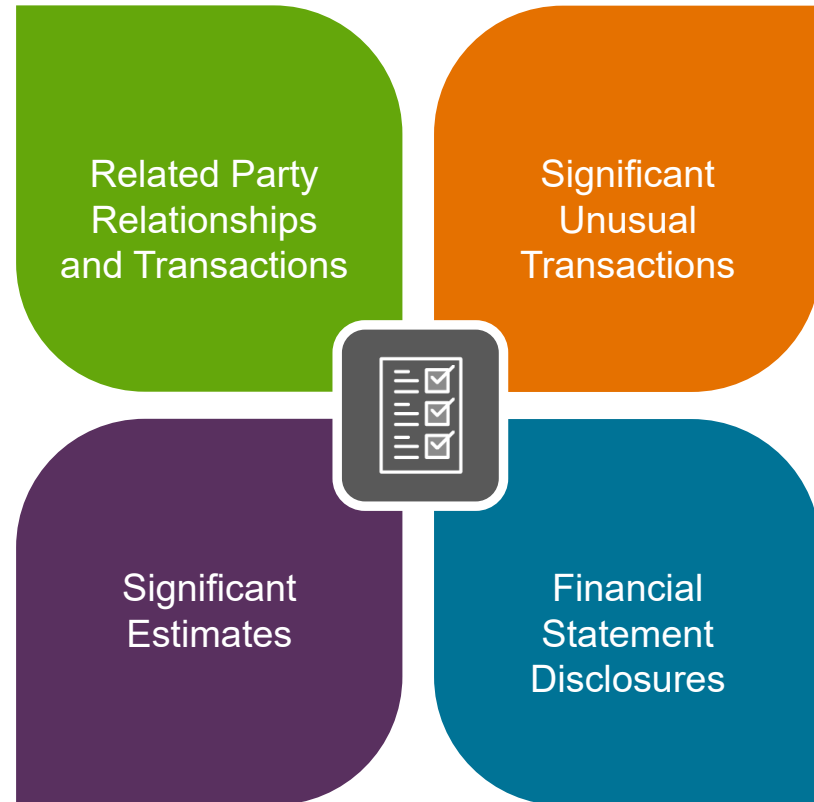 Related Party
Relationships
and Transactions
Significant
Unusual
Transactions
Significant
Estimates
Financial
Statement
Disclosures